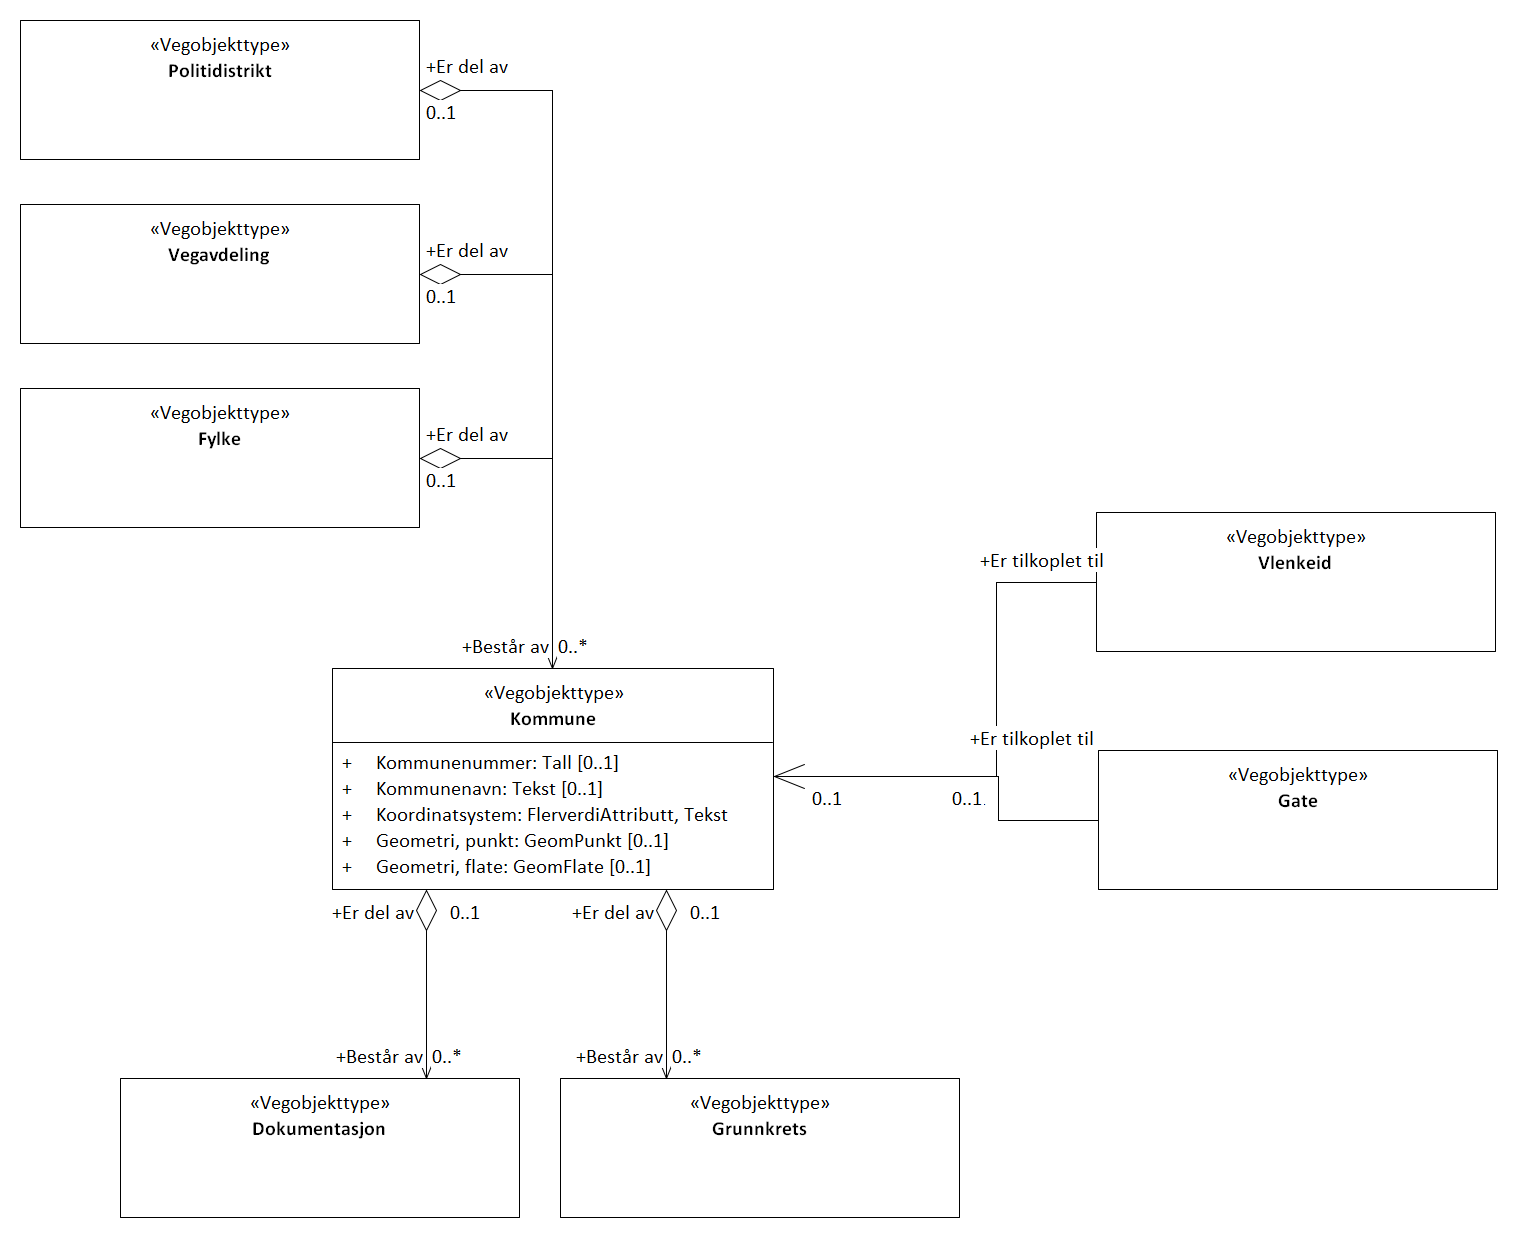 «Vegobjekttype»
Politidistrikt
+Er del av
0..1
«Vegobjekttype»
Vegavdeling
+Er del av
0..1
«Vegobjekttype»
Fylke
+Er del av
0..1
«Vegobjekttype»
Vlenkeid
+Er tilkoplet til
+Består av 0..*
«Vegobjekttype»
Kommune
+ Kommunenummer: Tall [0..1]
+ Kommunenavn: Tekst [0..1]
+ Koordinatsystem: FlerverdiAttributt, Tekst
+ Geometri, punkt: GeomPunkt [0..1]
+ Geometri, flate: GeomFlate [0..1]
+Er tilkoplet til
0..1
0..1
«Vegobjekttype»
Gate
+Er del av 0..1
+Er del av 0..1
+Består av 0..*
+Består av 0..*
«Vegobjekttype»
Dokumentasjon
«Vegobjekttype»
Grunnkrets